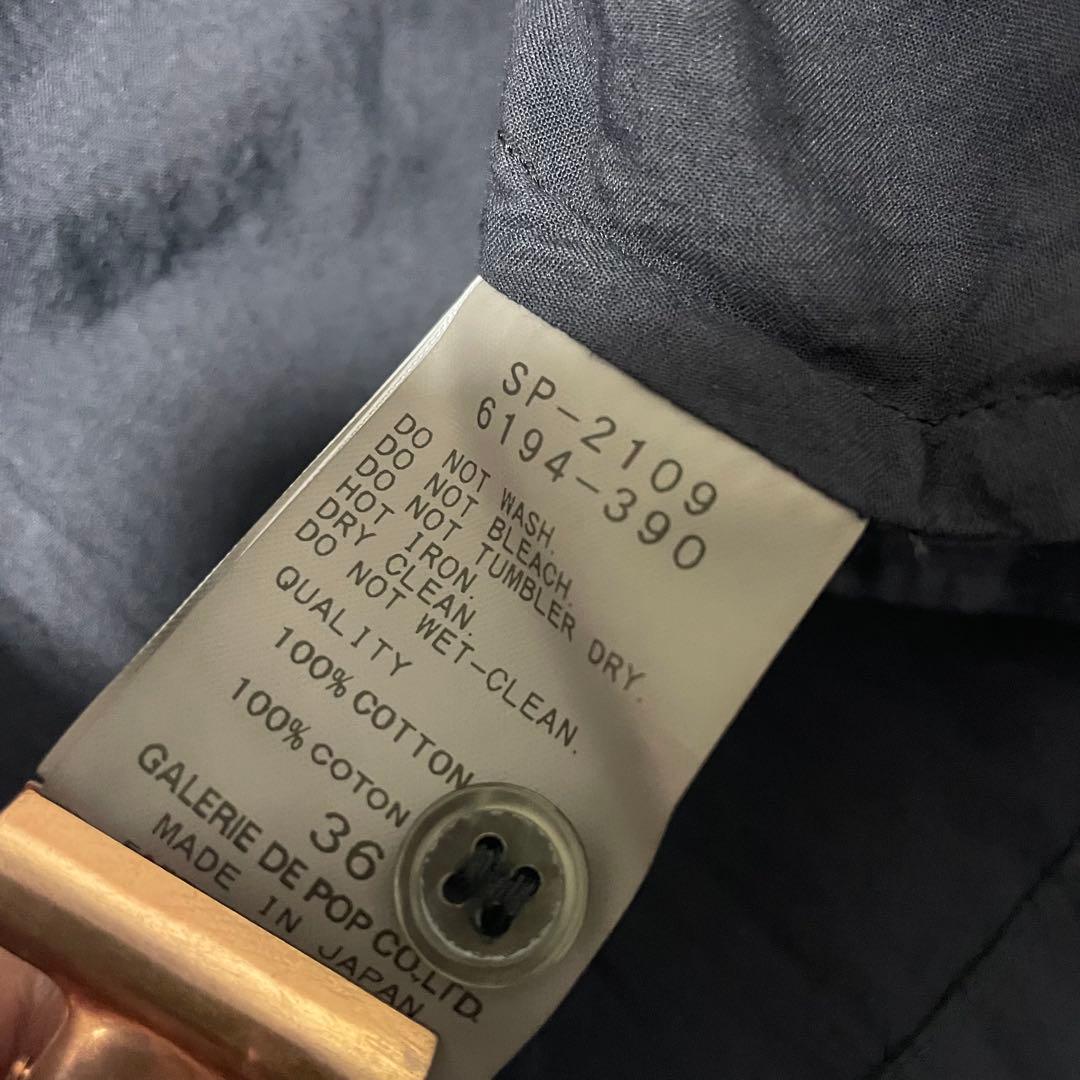 SP-2109
6194-390
DO NOT WASH.
DO NOT BLEACH.
DO NOT TUMBLER DRY.
HOT IRON.
DRY CLEAN.
DO NOT WET-CLEAN.
QUALITY
100% COTTON
100% COTON
36
GALERIE DE POP CO.,LTD.
MADE IN JAPAN